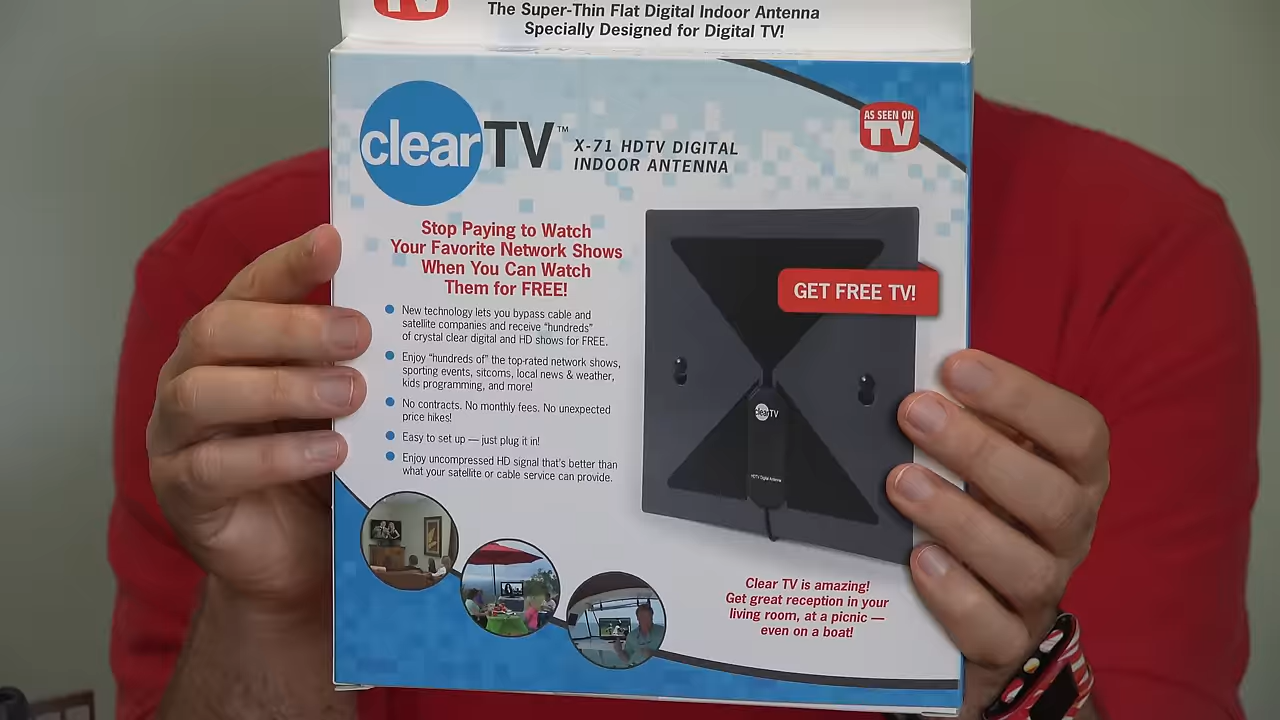 TV
The Super-Thin Flat Digital Indoor Antenna
Specially Designed for Digital TV!
AS SEEN ON
TV
clearTV™
X-71 HDTV DIGITAL
INDOOR ANTENNA
Stop Paying to Watch
Your Favorite Network Shows
When You Can Watch
Them for FREE!
GET FREE TV!
New technology lets you bypass cable and
satellite companies and receive "hundreds"
of crystal clear digital and HD shows for FREE.
Enjoy "hundreds of" the top-rated network shows,
sporting events, sitcoms, local news & weather,
kids programming, and more!
No contracts. No monthly fees. No unexpected
price hikes!
Easy to set up — just plug it in!
Enjoy uncompressed HD signal that's better than
what your satellite or cable service can provide.
clearTV
HDTV Digital Antenna
Clear TV is amazing!
Get great reception in your
living room, at a picnic —
even on a boat!